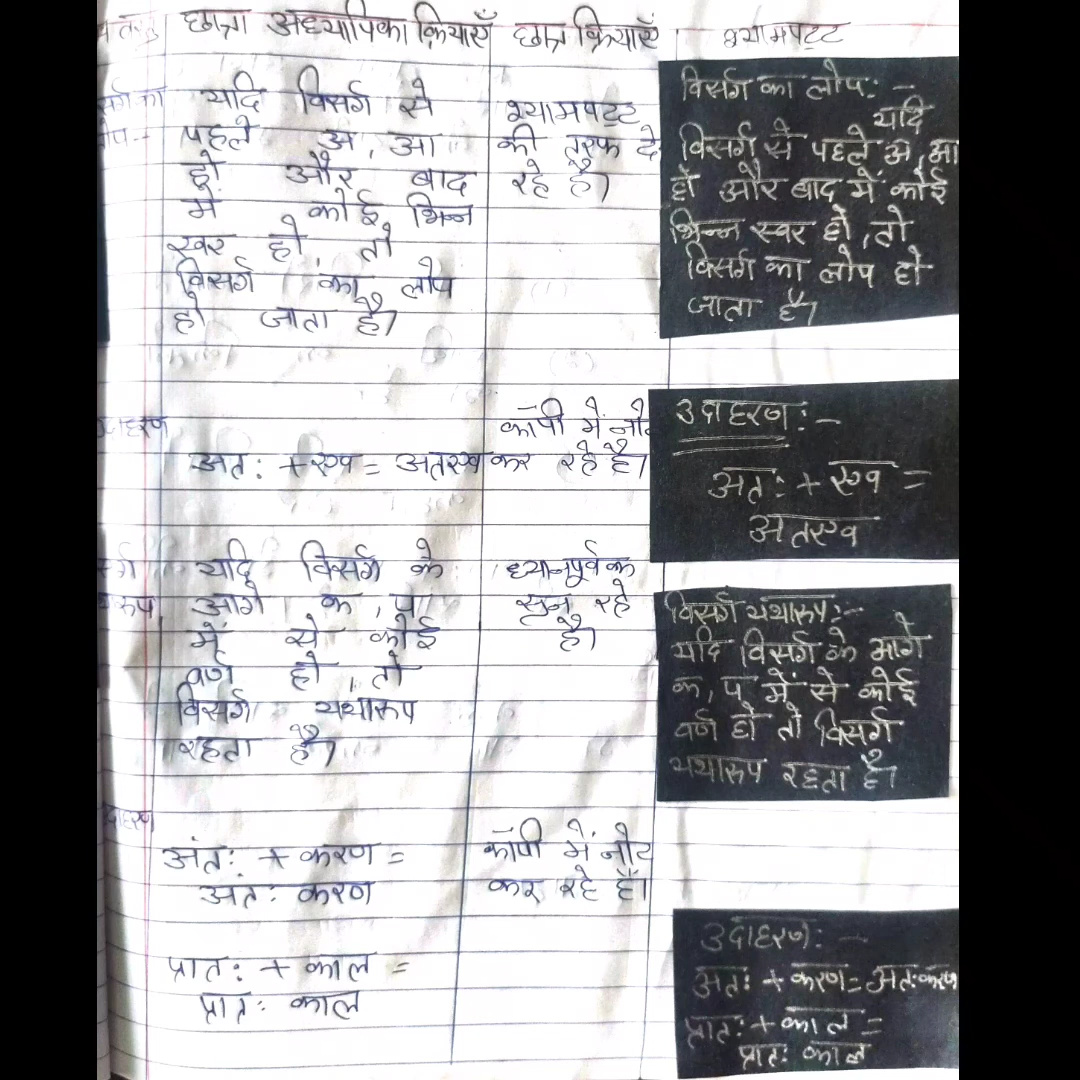 छात्रा अध्यापिका क्रियाएँ
यदि विसर्ग से
पहले अ, आ
हो और बाद
में कोई भिन्न
स्वर हो, तो
विसर्ग का लोप
हो जाता है।
अत: + एव = अतएव
यदि विसर्ग के
आगे क, प
में से कोई
वर्ण हो, तो
विसर्ग यथारूप
रहता है।
अंत: + करण =
अंत: करण
प्रात: + काल =
प्रात: काल
छात्र क्रियाएँ
श्यामपट्ट
की तरफ दे
रहे है।
कॉपी में नोट
कर रहे है।
ध्यानपूर्वक
सुन रहे
है।
कॉपी में नोट
कर रहे हैं।
श्यामपट्ट
विसर्ग का लोप: -
यदि
विसर्ग से पहले अ, आ
हो और बाद में कोई
भिन्न स्वर हो, तो
विसर्ग का लोप हो
जाता है।
उदाहरण: -
अत: + एव =
अतएव
विसर्ग यथारूप: -
यदि विसर्ग के आगे
क, प में से कोई
वर्ण हो तो विसर्ग
यथारूप रहता है।
उदाहरण: -
अत: + करण = अत: करण
प्रात: + काल =
प्रात: काल